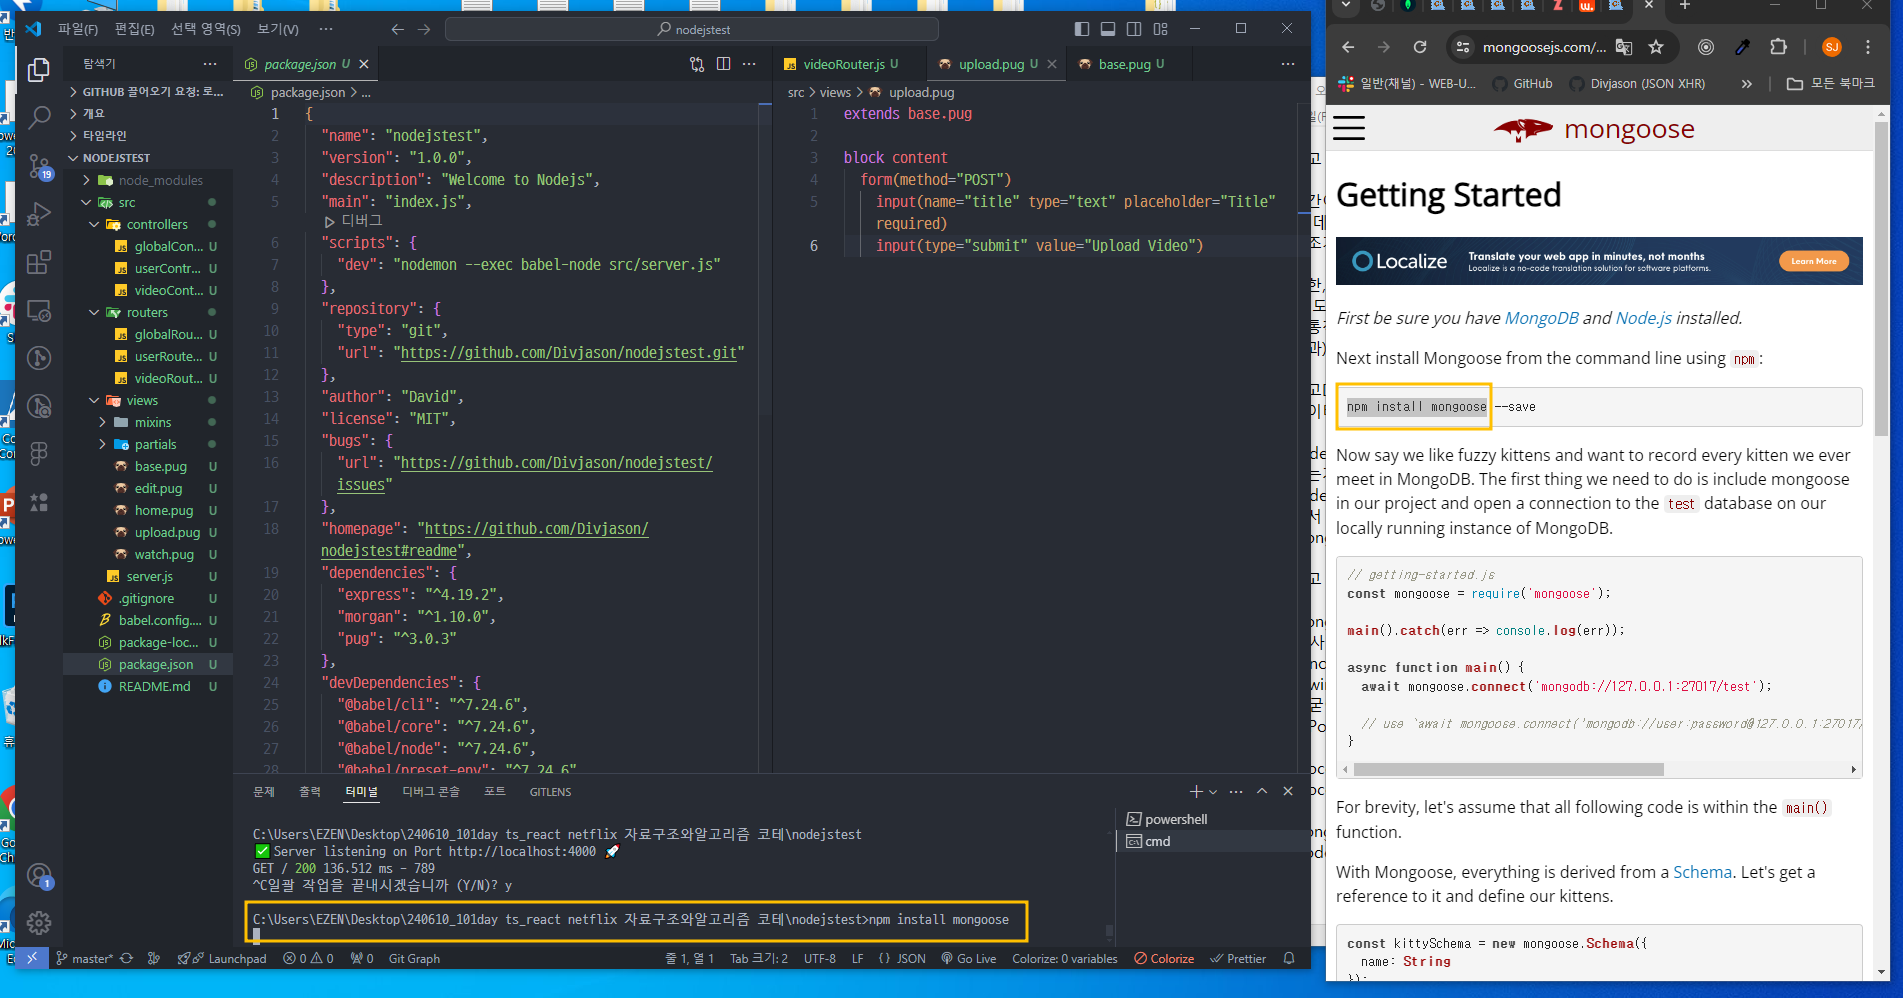 파일(F) 편집(E) 선택 영역(S) 보기(V) ···
nodejstest
탐색기 ···
GITHUB 끌어오기 요청: 로...
개요
타임라인
NODEJSTEST
node_modules
src
controllers
globalCon... U
userContr... U
videoCont... U
routers
globalRou... U
userRoute... U
videoRout... U
views
mixins
partials
base.pug U
edit.pug U
home.pug U
upload.pug U
watch.pug U
server.js U
.gitignore U
babel.config.... U
package-loc... U
package.json U
README.md U
19
1
package.json U
package.json > ...
1 {
2 "name": "nodejstest",
3 "version": "1.0.0",
4 "description": "Welcome to Nodejs",
5 "main": "index.js",
디버그
6 "scripts": {
7 "dev": "nodemon --exec babel-node src/server.js"
8 },
9 "repository": {
10 "type": "git",
11 "url": "https://github.com/Divjason/nodejstest.git"
12 },
13 "author": "David",
14 "license": "MIT",
15 "bugs": {
16 "url": "https://github.com/Divjason/nodejstest/
issues"
17 },
18 "homepage": "https://github.com/Divjason/
nodejstest#readme",
19 "dependencies": {
20 "express": "^4.19.2",
21 "morgan": "^1.10.0",
22 "pug": "^3.0.3"
23 },
24 "devDependencies": {
25 "@babel/cli": "^7.24.6",
26 "@babel/core": "^7.24.6",
27 "@babel/node": "^7.24.6",
28 "@babel/preset-env": "^7.24.6"
videoRouter.js U
upload.pug U
base.pug U
src > views > upload.pug
1 extends base.pug
2
3 block content
4 form(method="POST")
5 input(name="title" type="text" placeholder="Title"
required)
6 input(type="submit" value="Upload Video")
문제 출력 터미널 디버그 콘솔 포트 GITLENS
C:\Users\EZEN\Desktop\240610_101day ts_react netflix 자료구조와알고리즘 코테\nodejstest
✅ Server listening on Port http://localhost:4000 🚀
GET / 200 136.512 ms - 789
^C일괄 작업을 끝내시겠습니까 (Y/N)? y
C:\Users\EZEN\Desktop\240610_101day ts_react netflix 자료구조와알고리즘 코테\nodejstest>npm install mongoose
powershell
cmd
master* Launchpad 0 0 0 Git Graph
줄 1, 열 1 Tab 크기: 2 UTF-8 LF {} JSON Go Live Colorize: 0 variables Colorize Prettier
mongoosejs.com/...
SJ
일반(채널) - WEB-U... GitHub Divjason (JSON XHR) » 모든 북마크
mongoose
Getting Started
Localize
Translate your web app in minutes, not months
Localize is a no-code translation solution for software platforms.
Learn More
First be sure you have MongoDB and Node.js installed.
Next install Mongoose from the command line using npm:
npm install mongoose --save
Now say we like fuzzy kittens and want to record every kitten we ever
meet in MongoDB. The first thing we need to do is include mongoose
in our project and open a connection to the test database on our
locally running instance of MongoDB.
// getting-started.js
const mongoose = require('mongoose');
main().catch(err => console.log(err));
async function main() {
await mongoose.connect('mongodb://127.0.0.1:27017/test');
// use `await mongoose.connect('mongodb://user:password@127.0.0.1:27017/
}
For brevity, let's assume that all following code is within the main()
function.
With Mongoose, everything is derived from a Schema. Let's get a
reference to it and define our kittens.
const kittySchema = new mongoose.Schema({
name: String
});